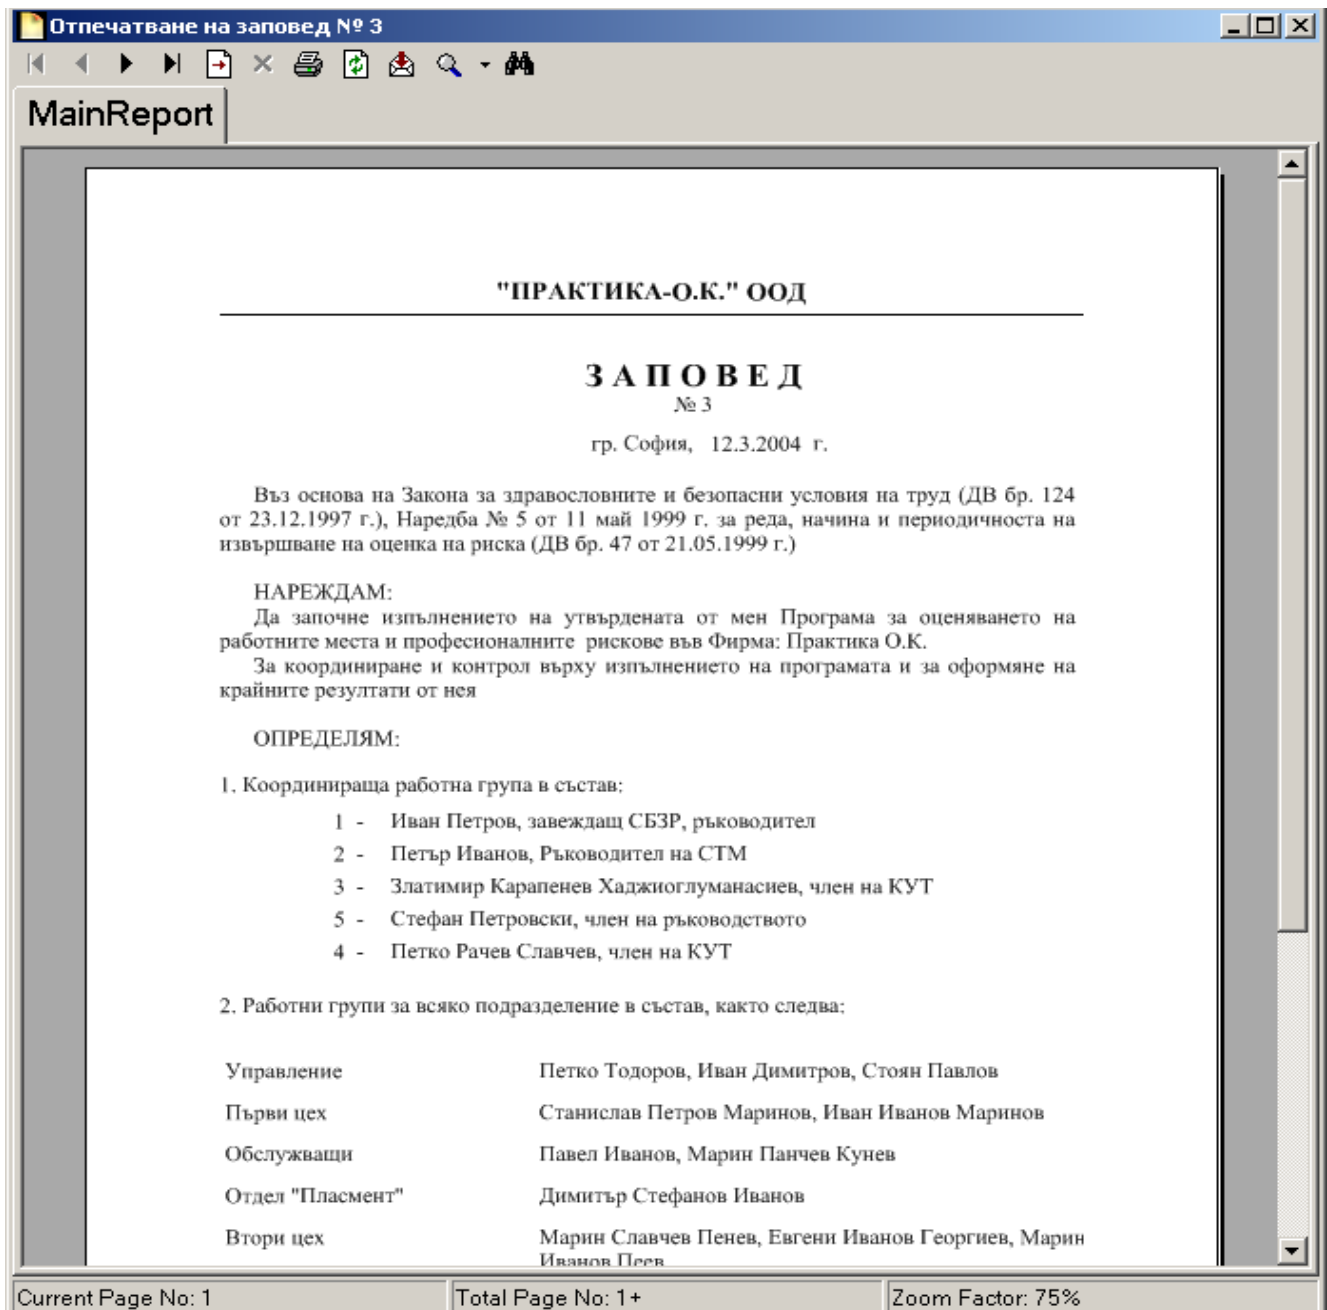 Отпечатване на заповед № 3
MainReport
"ПРАКТИКА-О.К." ООД
З А П О В Е Д
№ 3
гр. София, 12.3.2004 г.
Въз основа на Закона за здравословните и безопасни условия на труд (ДВ бр. 124
от 23.12.1997 г.), Наредба № 5 от 11 май 1999 г. за реда, начина и периодичноста на
извършване на оценка на риска (ДВ бр. 47 от 21.05.1999 г.)
НАРЕЖДАМ:
Да започне изпълнението на утвърдената от мен Програма за оценяването на
работните места и професионалните рискове във Фирма: Практика О.К.
За координиране и контрол върху изпълнението на програмата и за оформяне на
крайните резултати от нея
ОПРЕДЕЛЯМ:
1. Координираща работна група в състав:
1 - Иван Петров, завеждащ СБЗР, ръководител
2 - Петър Иванов, Ръководител на СТМ
3 - Златимир Карапенев Хаджиоглуманасиев, член на КУТ
5 - Стефан Петровски, член на ръководството
4 - Петко Рачев Славчев, член на КУТ
2. Работни групи за всяко подразделение в състав, както следва:
Управление Петко Тодоров, Иван Димитров, Стоян Павлов
Първи цех Станислав Петров Маринов, Иван Иванов Маринов
Обслужващи Павел Иванов, Марин Панчев Кунев
Отдел "Пласмент" Димитър Стефанов Иванов
Втори цех Марин Славчев Пенев, Евгени Иванов Георгиев, Марин
Иванов Пеев
Current Page No: 1 Total Page No: 1+ Zoom Factor: 75%